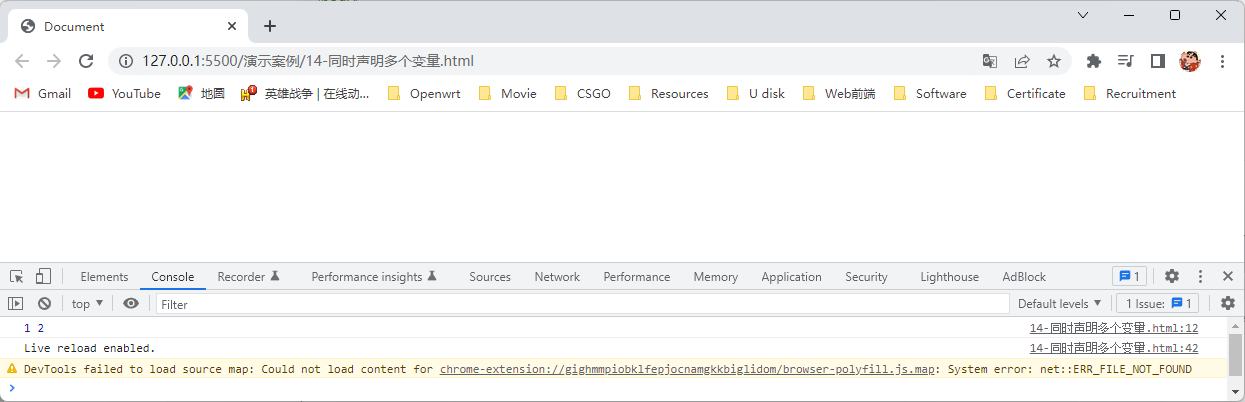 Document
127.0.0.1:5500/演示案例/14-同时声明多个变量.html
Gmail YouTube 地图 英雄战争 | 在线动... Openwrt Movie CSGO Resources U disk Web前端 Software Certificate Recruitment
Elements Console Recorder Performance insights Sources Network Performance Memory Application Security Lighthouse AdBlock 1
top Filter Default levels 1 Issue: 1
1 2 14-同时声明多个变量.html:12
Live reload enabled. 14-同时声明多个变量.html:42
DevTools failed to load source map: Could not load content for chrome-extension://gighmmpiobklfepjocnamgkkbiglidom/browser-polyfill.js.map: System error: net::ERR_FILE_NOT_FOUND